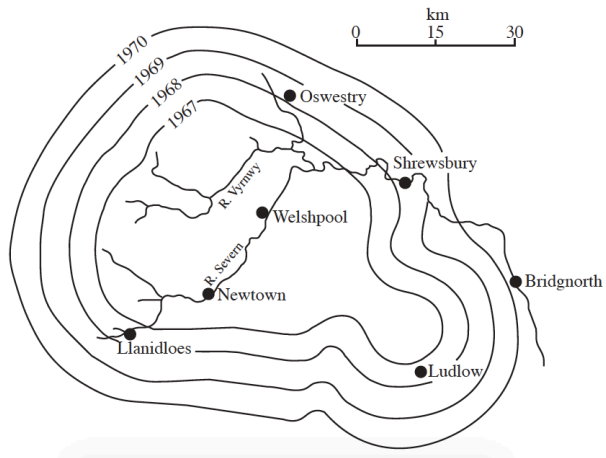 km
0 15 30
1970
1969
1968
1967
Oswestry
Shrewsbury
R. Vyrnwy
Welshpool
R. Severn
Newtown
Bridgnorth
Llanidloes
Ludlow